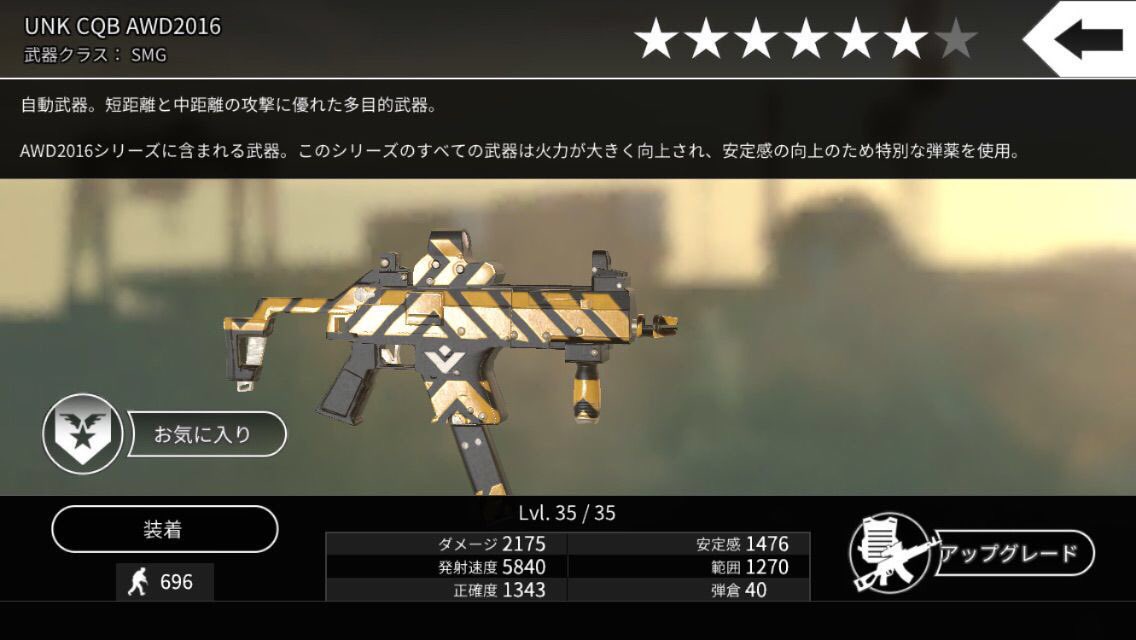 UNK CQB AWD2016
武器クラス： SMG
自動武器。短距離と中距離の攻撃に優れた多目的武器。
AWD2016シリーズに含まれる武器。このシリーズのすべての武器は火力が大きく向上され、安定感の向上のため特別な弾薬を使用。
お気に入り
装着
696
Lvl. 35 / 35
ダメージ 2175 安定感 1476
発射速度 5840 範囲 1270
正確度 1343 弾倉 40
アップグレード